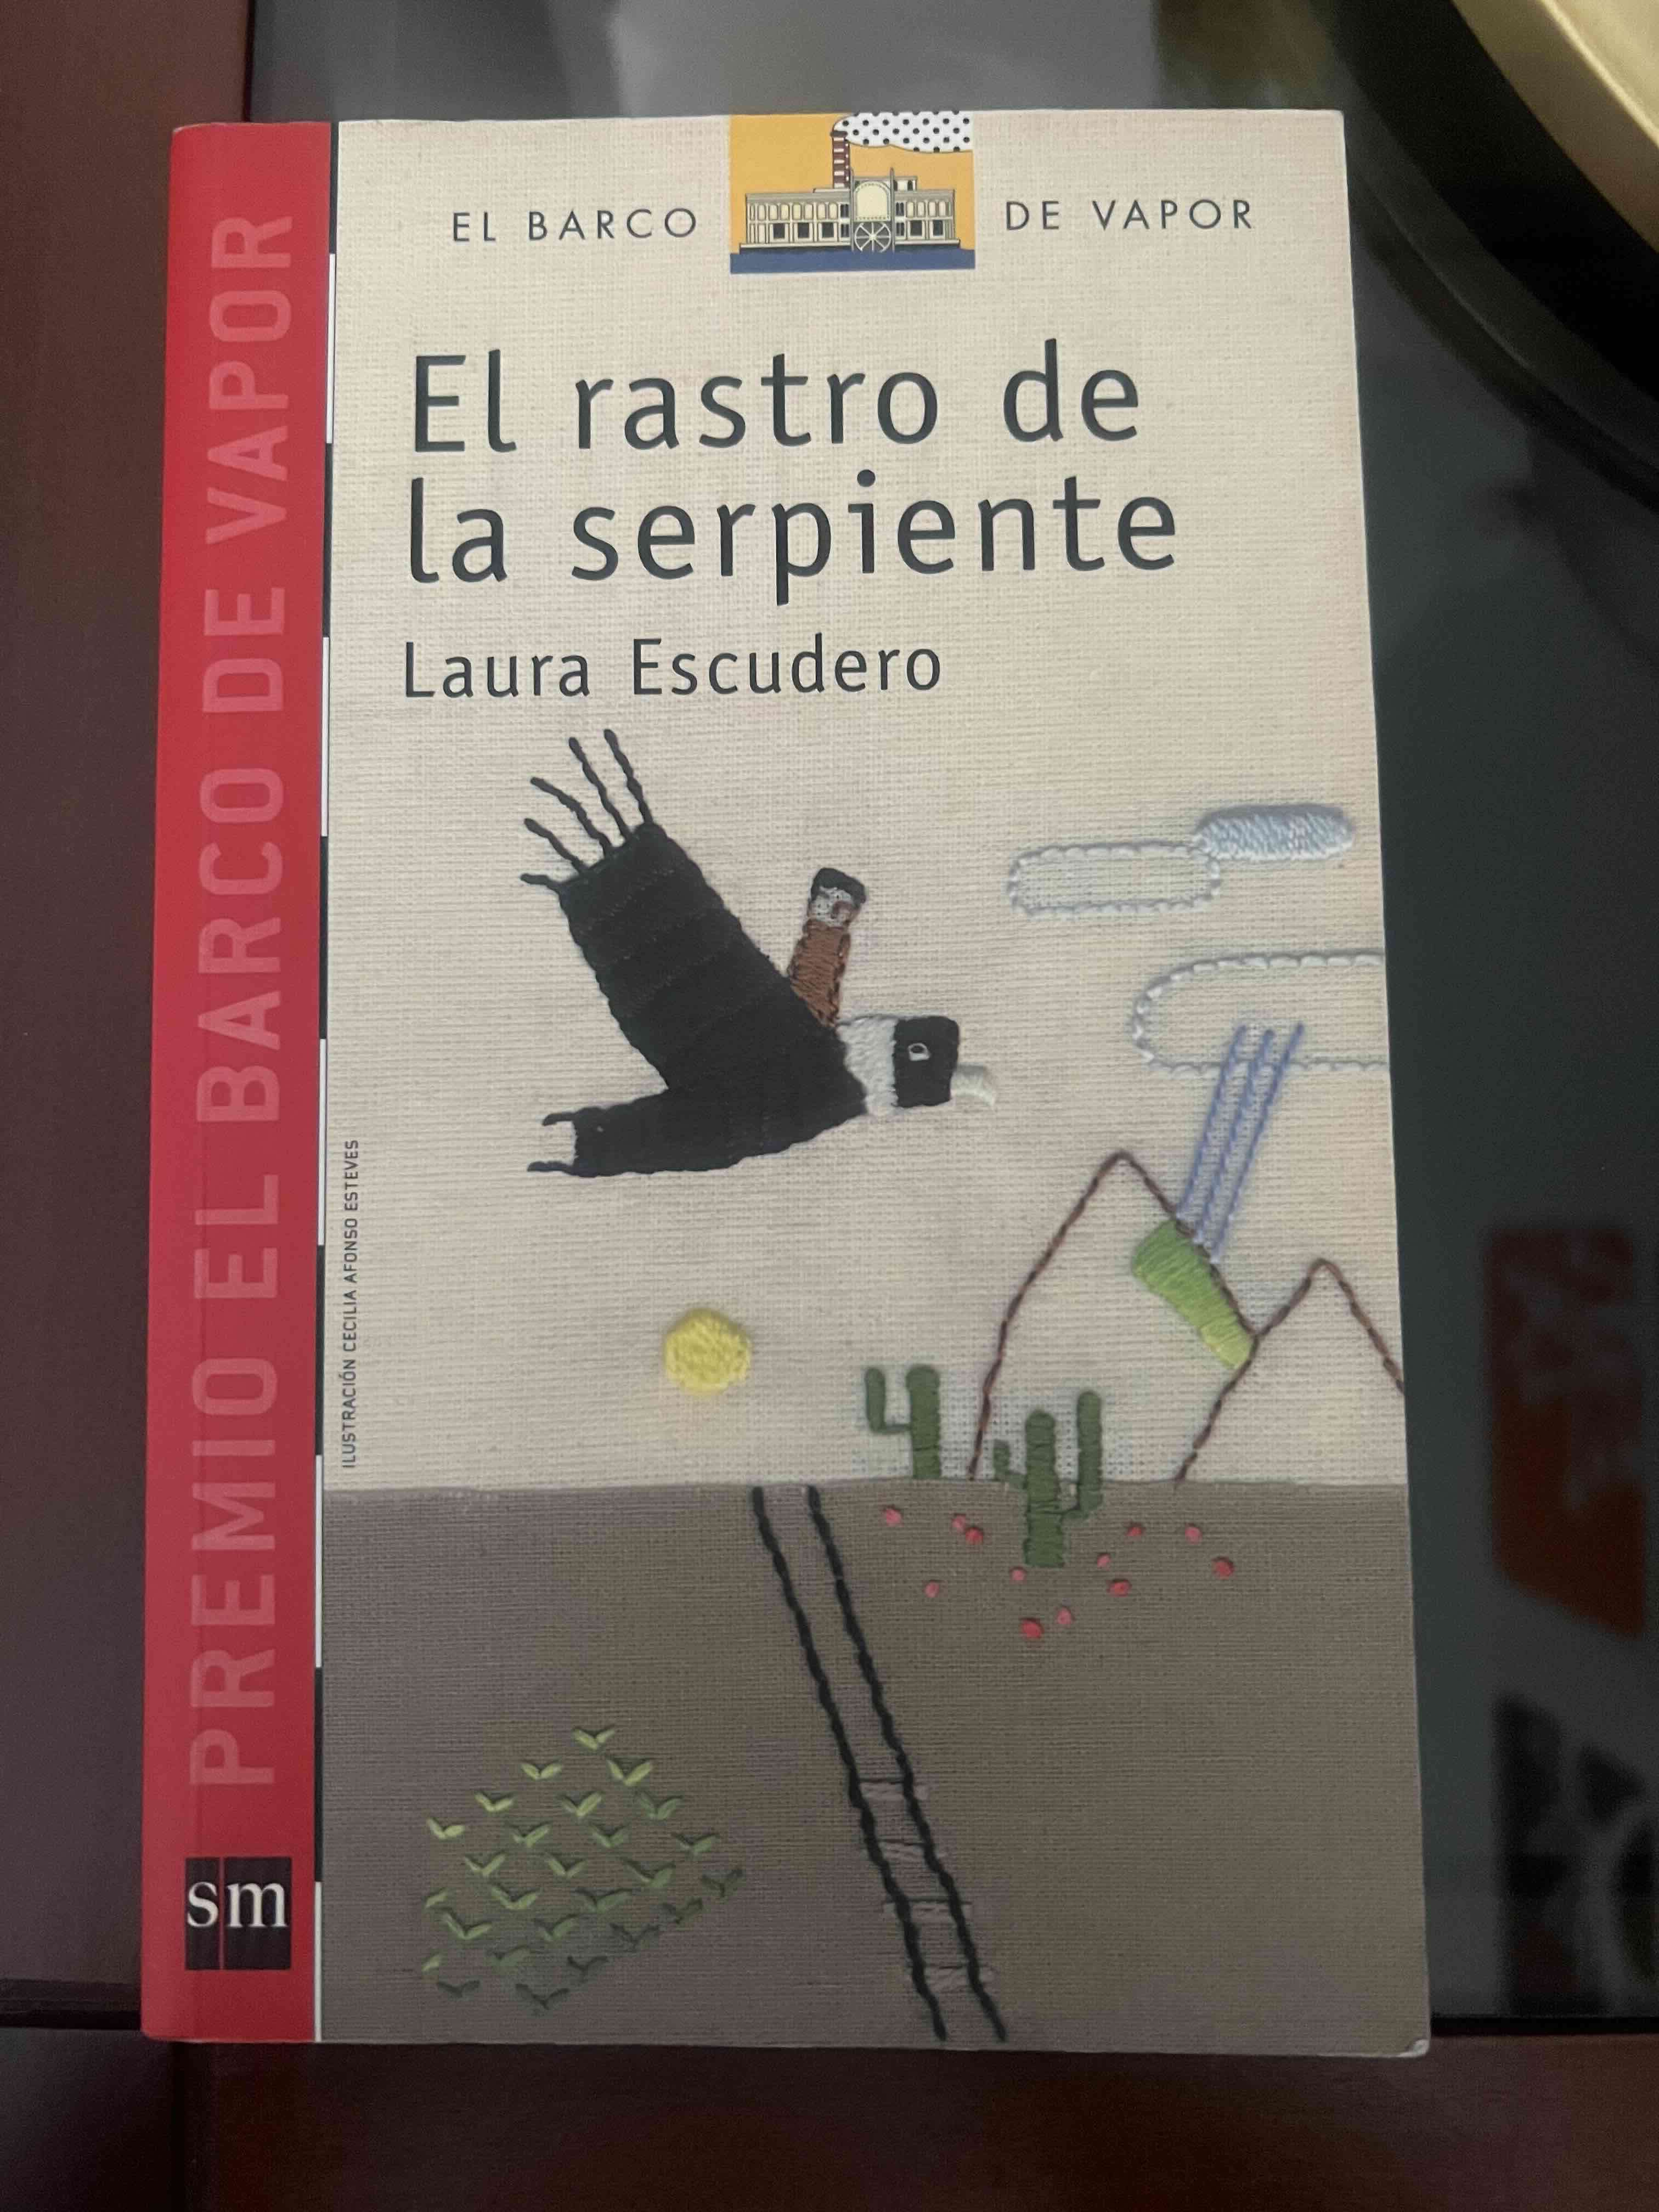 EL BARCO DE VAPOR
El rastro de
la serpiente
Laura Escudero
ILUSTRACIÓN CECILIA AFONSO ESTEVES
PREMIO EL BARCO DE VAPOR
sm